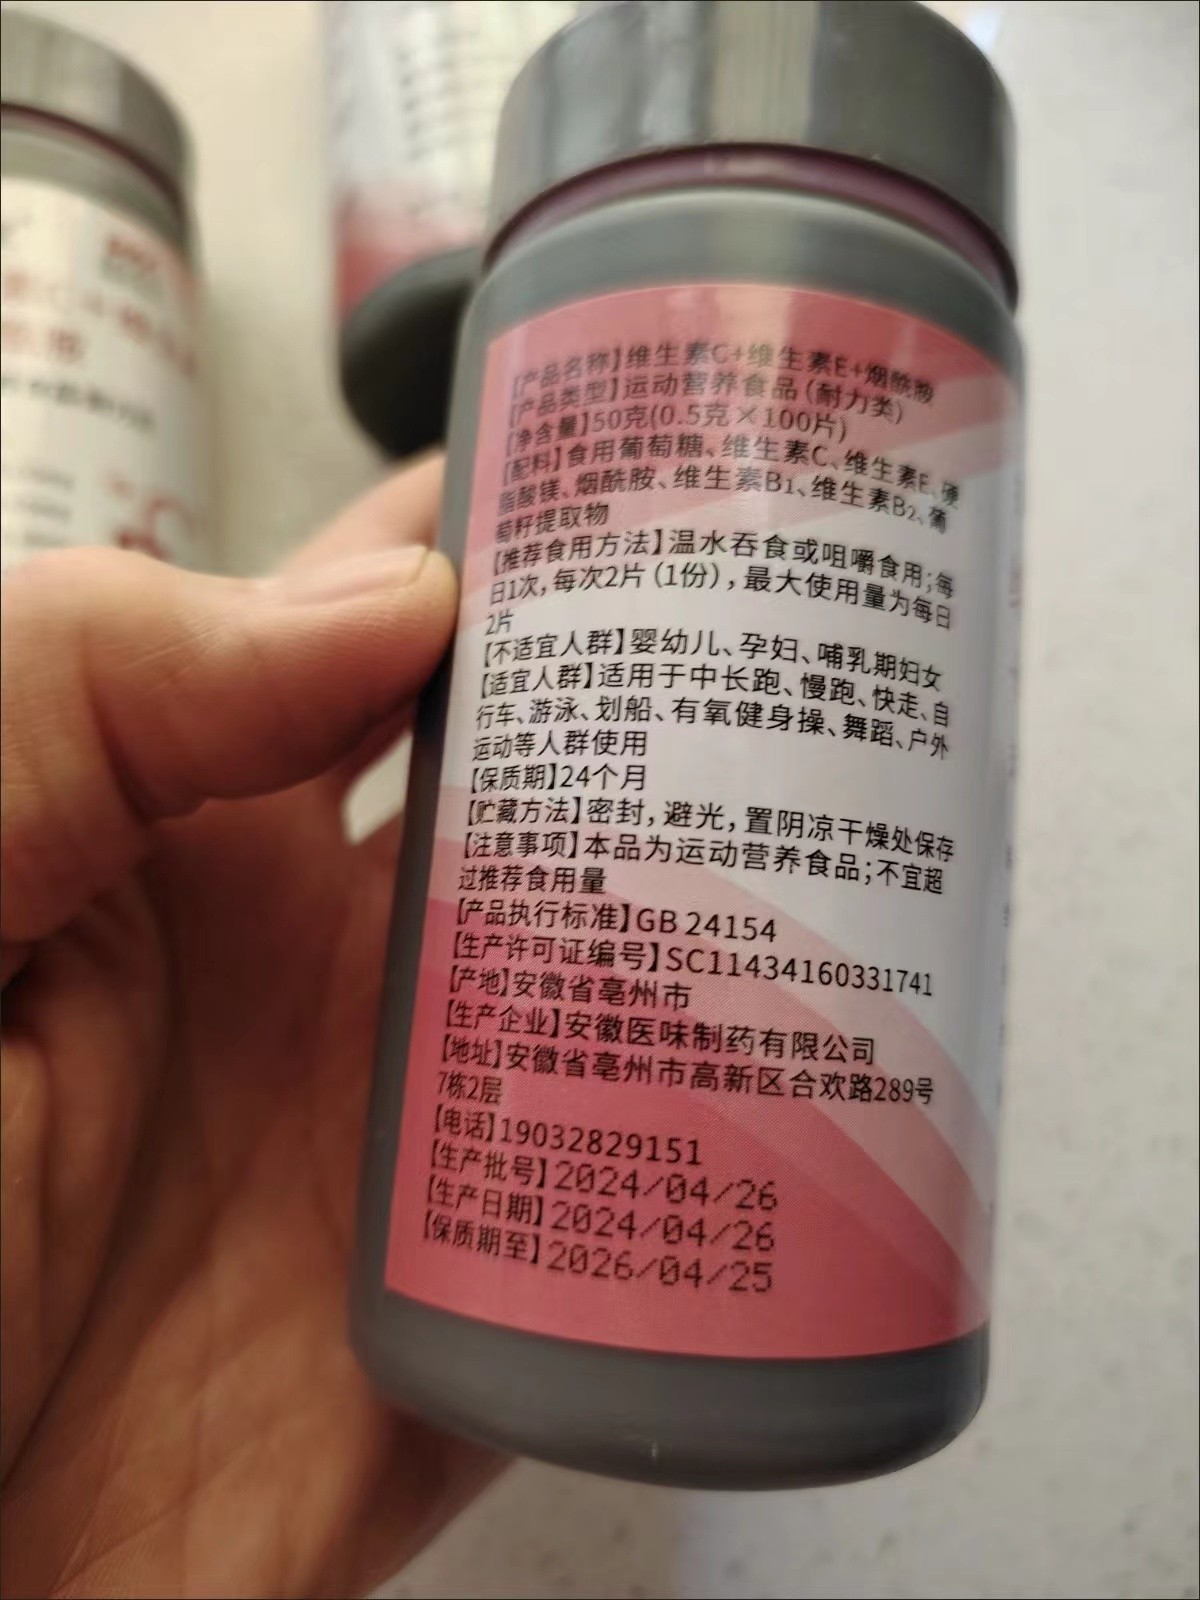 【产品名称】维生素C+维生素E+烟酰胺
【产品类型】运动营养食品(耐力类)
【净含量】50克(0.5克×100片)
【配料】食用葡萄糖、维生素C、维生素E、硬
脂酸镁、烟酰胺、维生素B1、维生素B2、葡
萄籽提取物
【推荐食用方法】温水吞食或咀嚼食用;每
日1次,每次2片(1份),最大使用量为每日
2片
【不适宜人群】婴幼儿、孕妇、哺乳期妇女
【适宜人群】适用于中长跑、慢跑、快走、自
行车、游泳、划船、有氧健身操、舞蹈、户外
运动等人群使用
【保质期】24个月
【贮藏方法】密封,避光,置阴凉干燥处保存
【注意事项】本品为运动营养食品;不宜超
过推荐食用量
【产品执行标准】GB 24154
【生产许可证编号】SC11434160331741
【产地】安徽省亳州市
【生产企业】安徽医味制药有限公司
【地址】安徽省亳州市高新区合欢路289号
7栋2层
【电话】19032829151
【生产批号】2024/04/26
【生产日期】2024/04/26
【保质期至】2026/04/25